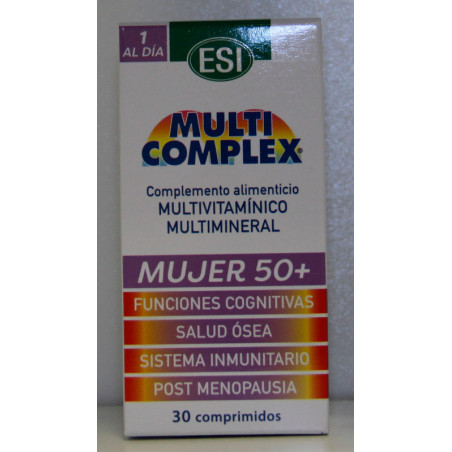 1
AL DÍA
ESI
MULTI
COMPLEX®
Complemento alimenticio
MULTIVITAMÍNICO
MULTIMINERAL
MUJER 50+
FUNCIONES COGNITIVAS
SALUD ÓSEA
SISTEMA INMUNITARIO
POST MENOPAUSIA
30 comprimidos